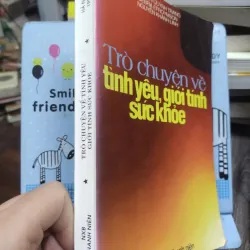 Trò chuyện về
tình yêu, giới tính
sức khỏe
TRÒ CHUYỆN VỀ TÌNH YÊU
GIỚI TÍNH SỨC KHỎE
NXB
THANH NIÊN
Smil
friend